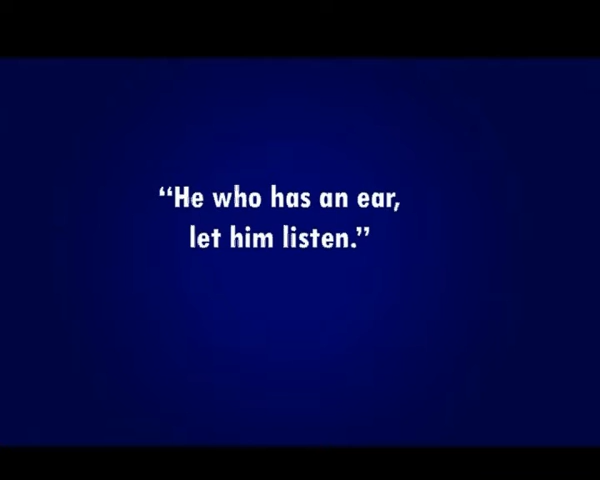 “He who has an ear,
let him listen.”